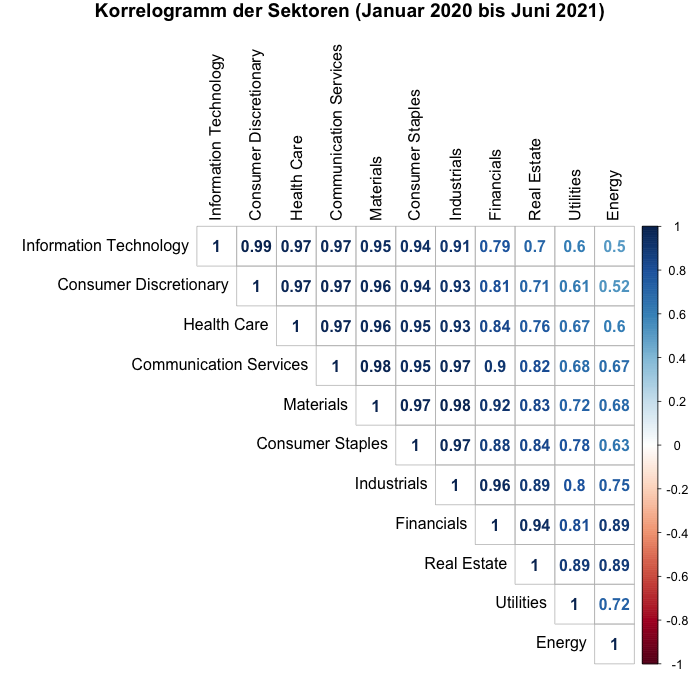 Korrelogramm der Sektoren (Januar 2020 bis Juni 2021)
Information Technology
Consumer Discretionary
Health Care
Communication Services
Materials
Consumer Staples
Industrials
Financials
Real Estate
Utilities
Energy
Information Technology 1 0.99 0.97 0.97 0.95 0.94 0.91 0.79 0.7 0.6 0.5
Consumer Discretionary 1 0.97 0.97 0.96 0.94 0.93 0.81 0.71 0.61 0.52
Health Care 1 0.97 0.96 0.95 0.93 0.84 0.76 0.67 0.6
Communication Services 1 0.98 0.95 0.97 0.9 0.82 0.68 0.67
Materials 1 0.97 0.98 0.92 0.83 0.72 0.68
Consumer Staples 1 0.97 0.88 0.84 0.78 0.63
Industrials 1 0.96 0.89 0.8 0.75
Financials 1 0.94 0.81 0.89
Real Estate 1 0.89 0.89
Utilities 1 0.72
Energy 1
1
0.8
0.6
0.4
0.2
0
-0.2
-0.4
-0.6
-0.8
-1